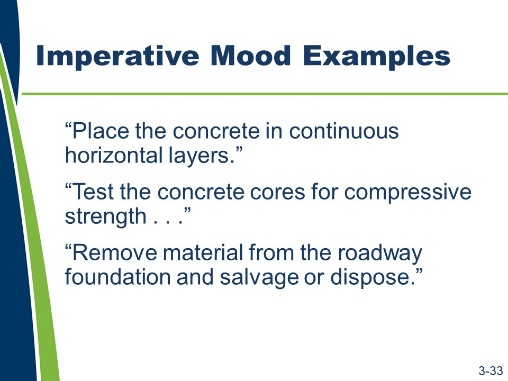 Imperative Mood Examples
“Place the concrete in continuous
horizontal layers.”
“Test the concrete cores for compressive
strength . . .”
“Remove material from the roadway
foundation and salvage or dispose.”
3-33